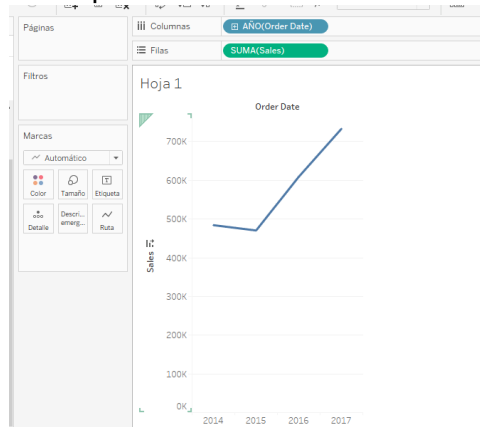 Páginas
Columnas
AÑO(Order Date)
Filas
SUMA(Sales)
Filtros
Marcas
Automático
Color
Tamaño
Etiqueta
Detalle
Descri...
emerg...
Ruta
Hoja 1
Order Date
Sales
700K
600K
500K
400K
300K
200K
100K
0K
2014 2015 2016 2017